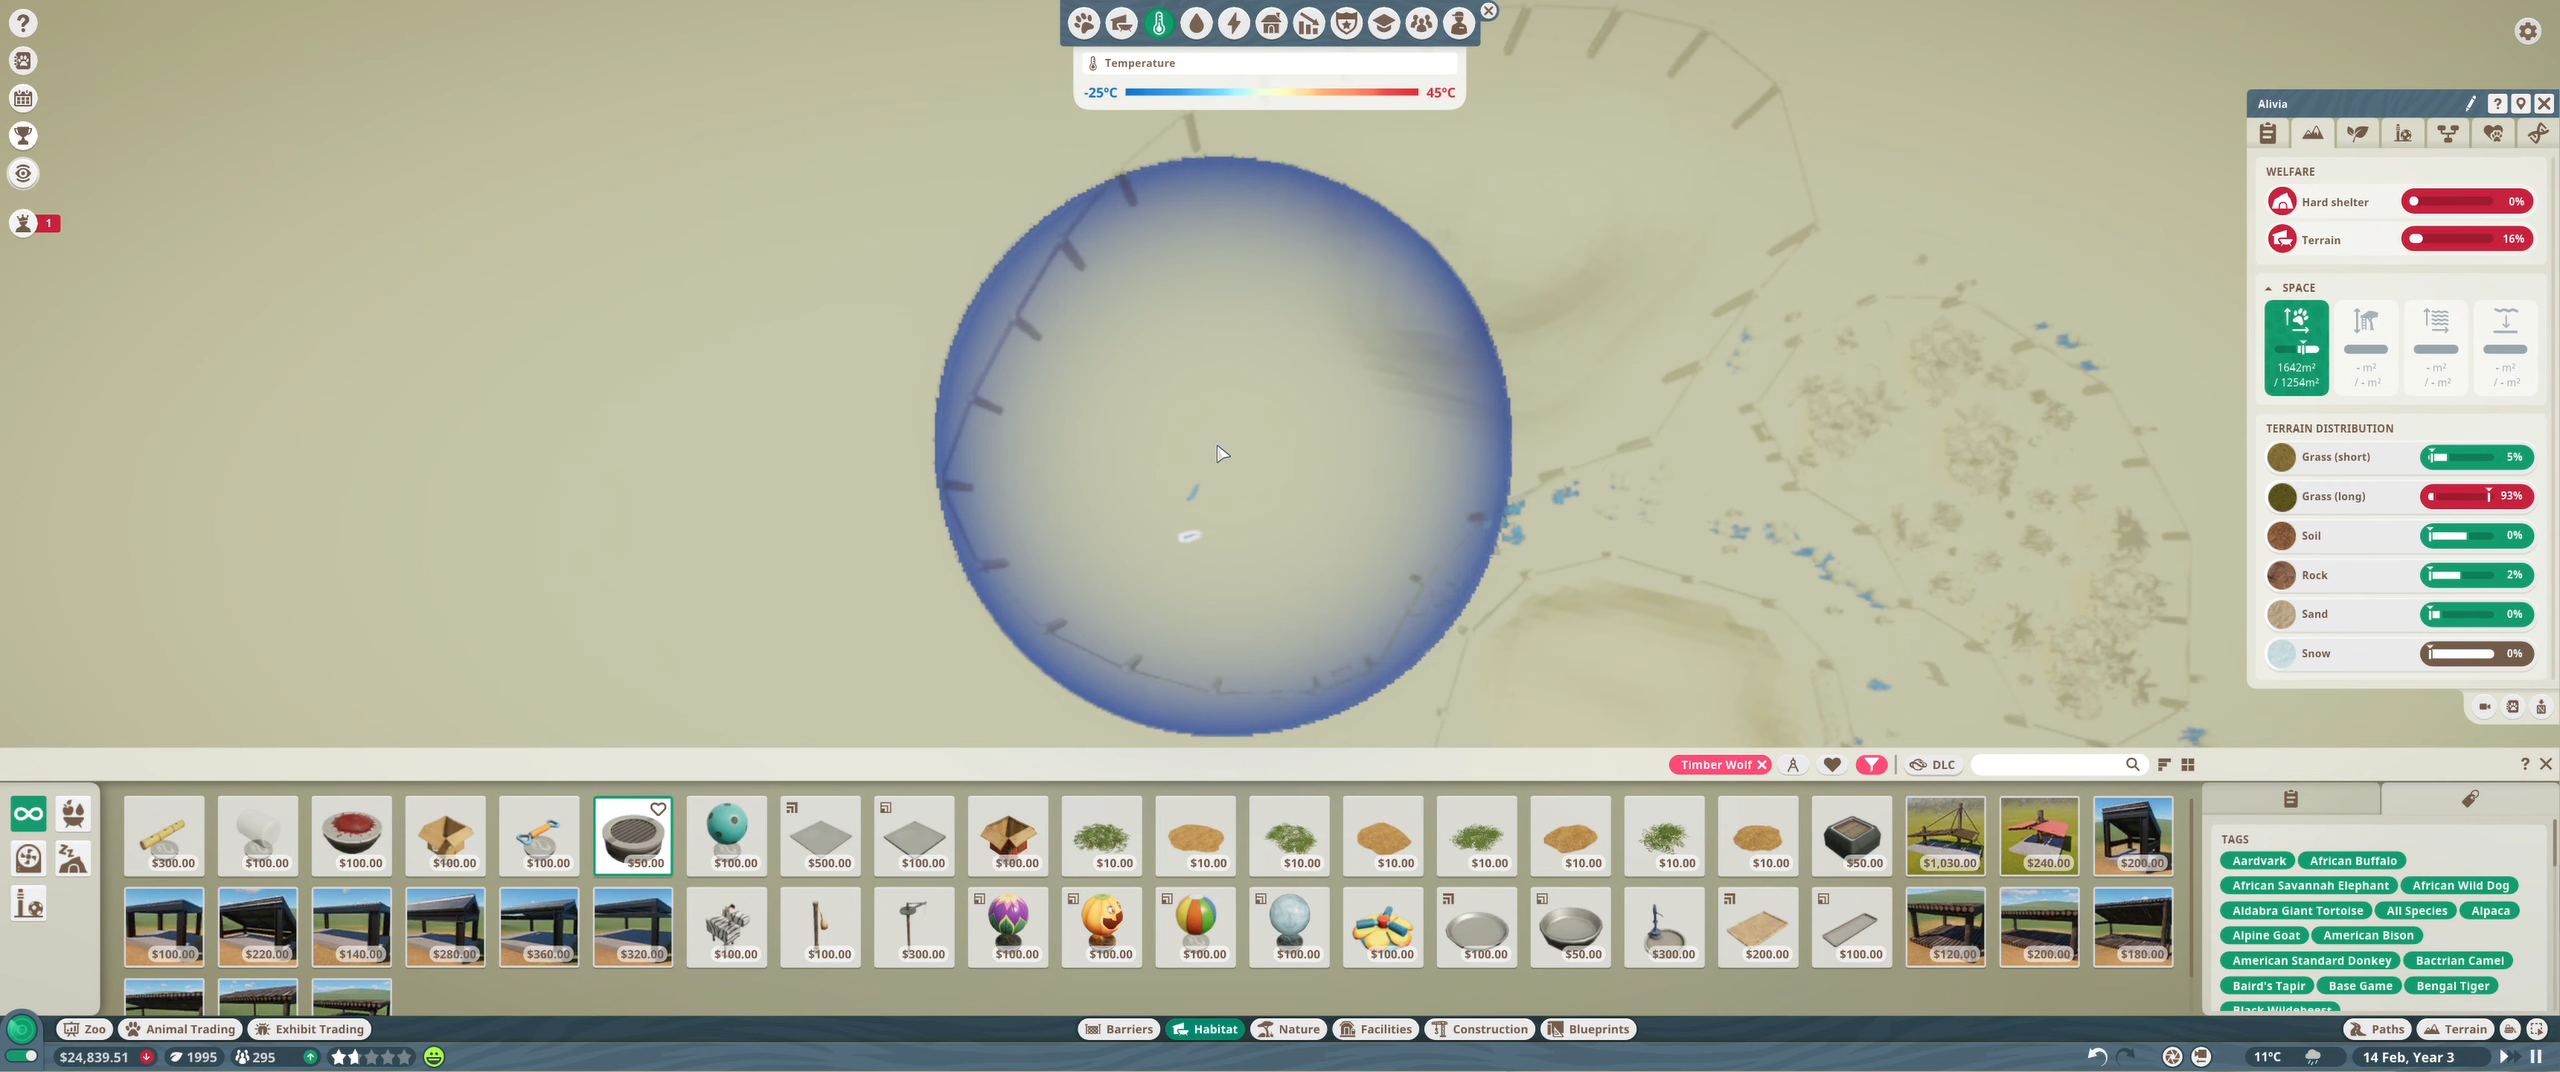 Temperature
-25°C 45°C
1
Alivia
WELFARE
Hard shelter 0%
Terrain 16%
SPACE
1642m² - m² - m² - m²
/ 1254m² / - m² / - m² / - m²
TERRAIN DISTRIBUTION
Grass (short) 5%
Grass (long) 93%
Soil 0%
Rock 2%
Sand 0%
Snow 0%
Timber Wolf
DLC
$300.00 $100.00 $100.00 $100.00 $100.00 $50.00 $100.00 $500.00 $100.00 $100.00 $10.00 $10.00 $10.00 $10.00 $10.00 $10.00 $10.00 $10.00 $50.00 $1,030.00 $240.00 $200.00
$100.00 $220.00 $140.00 $280.00 $360.00 $320.00 $100.00 $100.00 $300.00 $100.00 $100.00 $100.00 $100.00 $100.00 $100.00 $50.00 $300.00 $200.00 $100.00 $120.00 $200.00 $180.00
TAGS
Aardvark African Buffalo
African Savannah Elephant African Wild Dog
Aldabra Giant Tortoise All Species Alpaca
Alpine Goat American Bison
American Standard Donkey Bactrian Camel
Baird's Tapir Base Game Bengal Tiger
Black Wildebeest
Zoo Animal Trading Exhibit Trading Barriers Habitat Nature Facilities Construction Blueprints Paths Terrain
$24,839.51 1995 295 11°C 14 Feb, Year 3